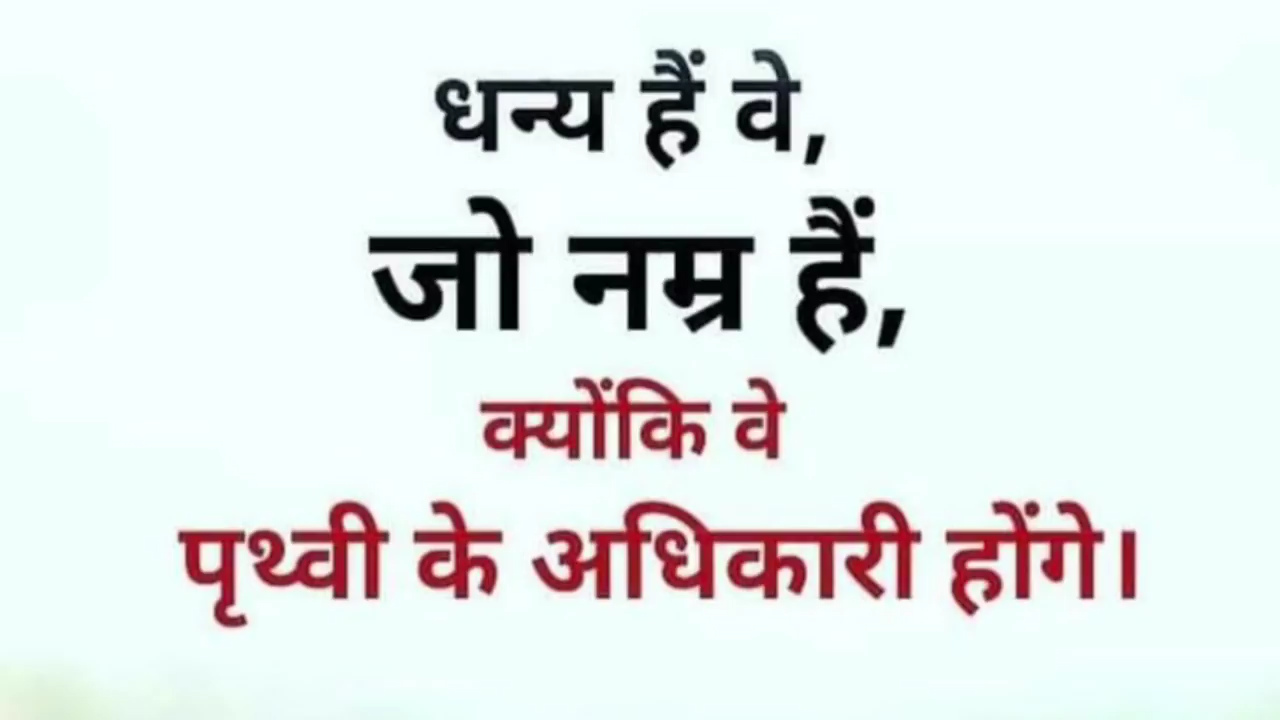 धन्य हैं वे,
जो नम्र हैं,
क्योंकि वे
पृथ्वी के अधिकारी होंगे।